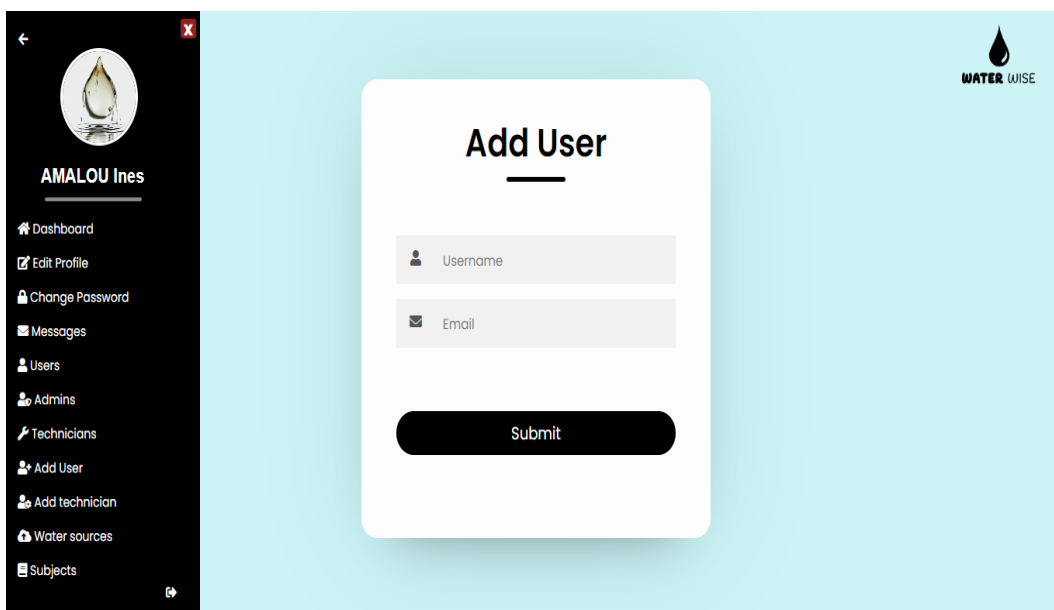 X
AMALOU Ines
Dashboard
Edit Profile
Change Password
Messages
Users
Admins
Technicians
Add User
Add technician
Water sources
Subjects
WATER WISE
Add User
Username
Email
Submit